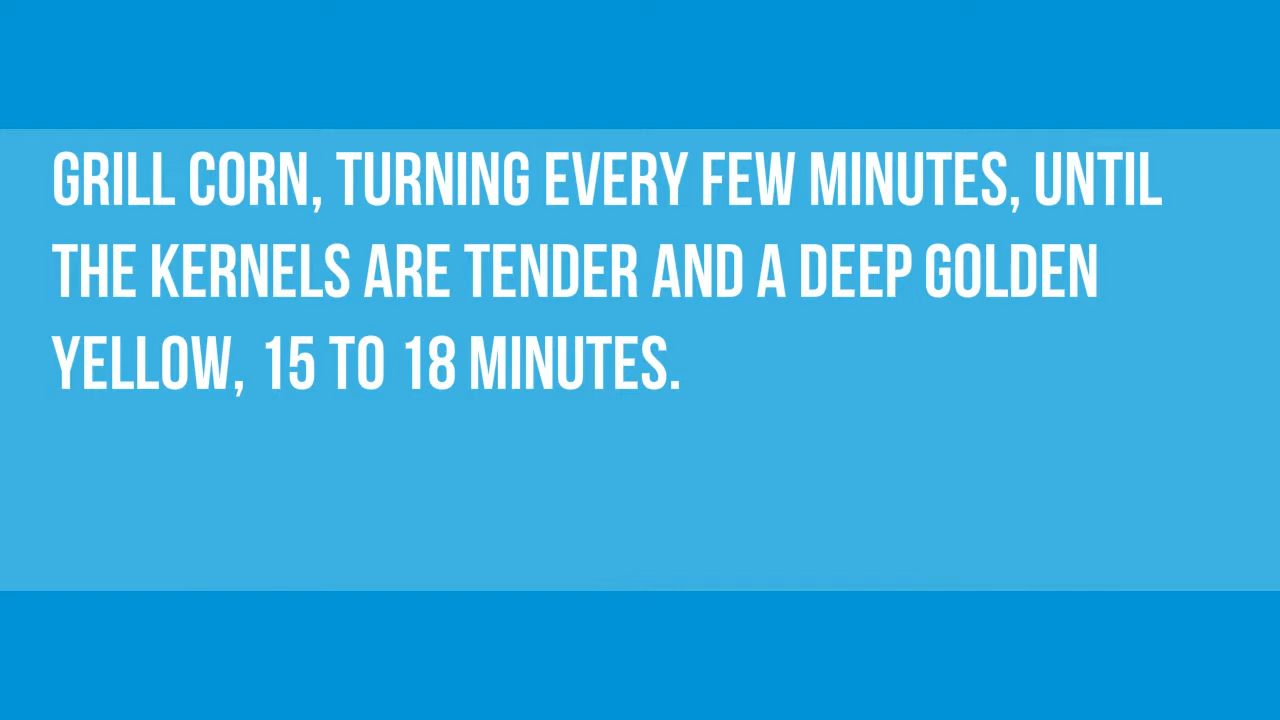 GRILL CORN, TURNING EVERY FEW MINUTES, UNTIL
THE KERNELS ARE TENDER AND A DEEP GOLDEN
YELLOW, 15 TO 18 MINUTES.